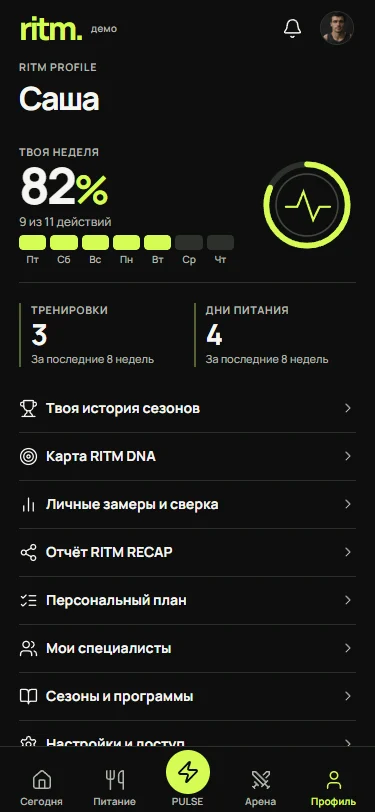 ritm. демо
RITM PROFILE
Саша
ТВОЯ НЕДЕЛЯ
82%
9 из 11 действий
Пт Сб Вс Пн Вт Ср Чт
ТРЕНИРОВКИ
3
За последние 8 недель
ДНИ ПИТАНИЯ
4
За последние 8 недель
Твоя история сезонов
Карта RITM DNA
Личные замеры и сверка
Отчёт RITM RECAP
Персональный план
Мои специалисты
Сезоны и программы
Настройки и доступ
Сегодня Питание PULSE Арена Профиль